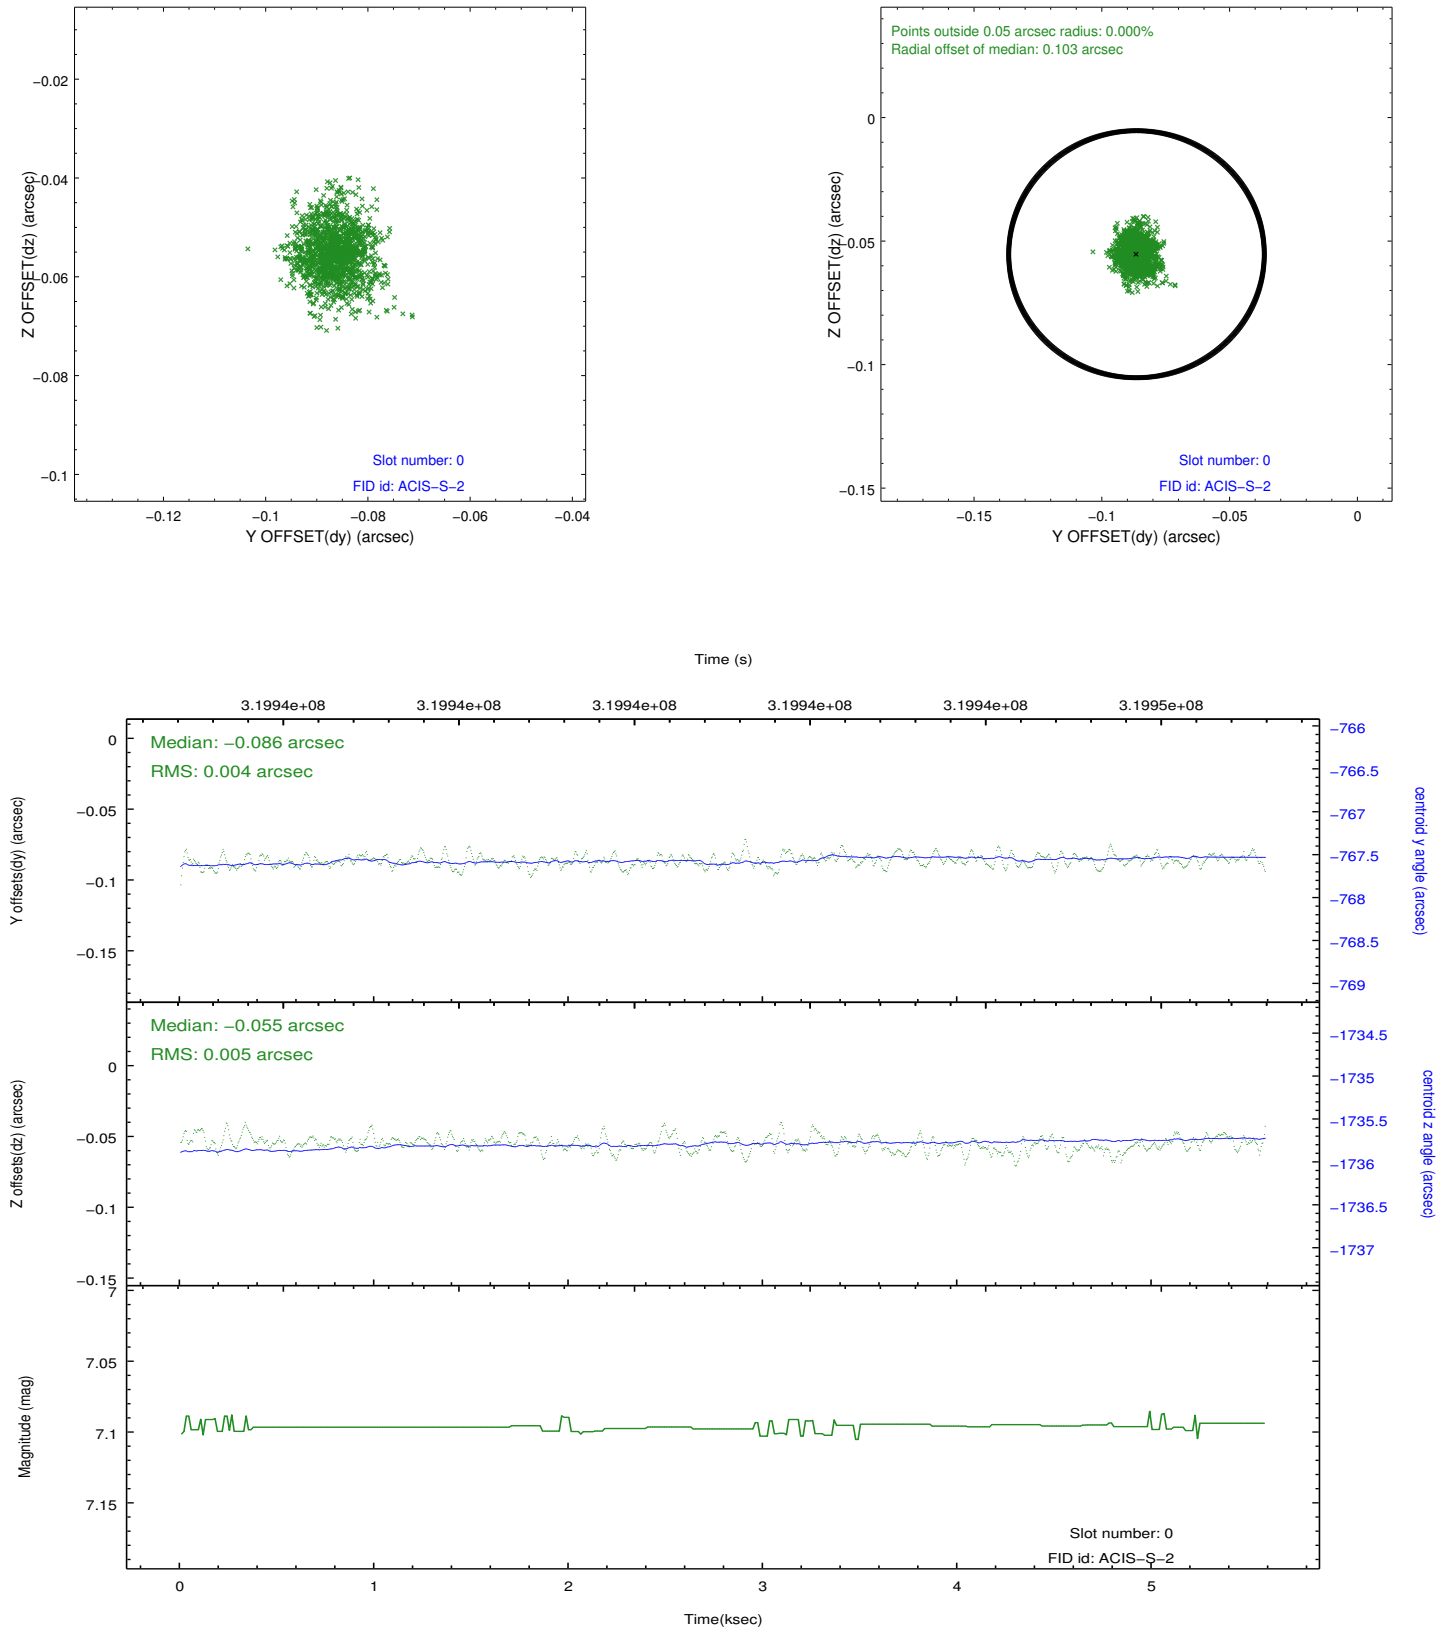 −0.02
−0.04
−0.06
−0.08
−0.1
Z OFFSET(dz) (arcsec)
Slot number: 0
FID id: ACIS−S−2
−0.12
−0.1
−0.08
−0.06
−0.04
Y OFFSET(dy) (arcsec)
Points outside 0.05 arcsec radius: 0.000%
Radial offset of median: 0.103 arcsec
0
−0.05
−0.1
−0.15
Z OFFSET(dz) (arcsec)
Slot number: 0
FID id: ACIS−S−2
−0.15
−0.1
−0.05
0
Y OFFSET(dy) (arcsec)
Time (s)
3.1994e+08
3.1994e+08
3.1994e+08
3.1994e+08
3.1994e+08
3.1995e+08
Median: −0.086 arcsec
RMS: 0.004 arcsec
0
−0.05
−0.1
−0.15
Y offsets(dy) (arcsec)
−766
−766.5
−767
−767.5
−768
−768.5
−769
centroid y angle (arcsec)
Median: −0.055 arcsec
RMS: 0.005 arcsec
0
−0.05
−0.1
−0.15
Z offsets(dz) (arcsec)
−1734.5
−1735
−1735.5
−1736
−1736.5
−1737
centroid z angle (arcsec)
7
7.05
7.1
7.15
Magnitude (mag)
Slot number: 0
FID id: ACIS−S−2
0
1
2
3
4
5
Time(ksec)